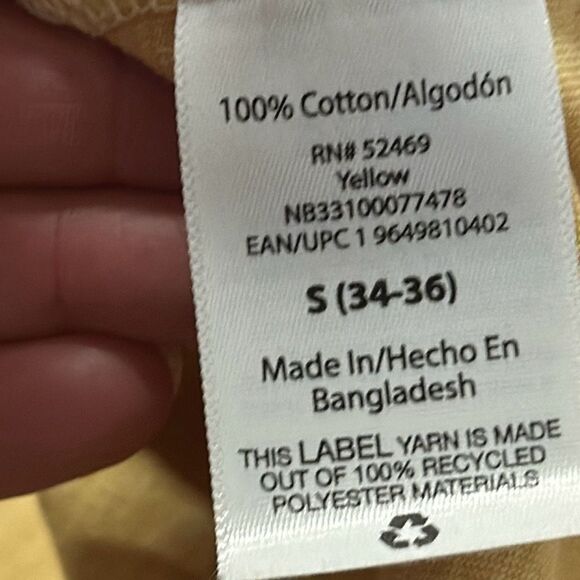 100% Cotton/Algodón
RN# 52469
Yellow
NB33100077478
EAN/UPC 1 9649810402
S (34-36)
Made In/Hecho En
Bangladesh
THIS LABEL YARN IS MADE
OUT OF 100% RECYCLED
POLYESTER MATERIALS